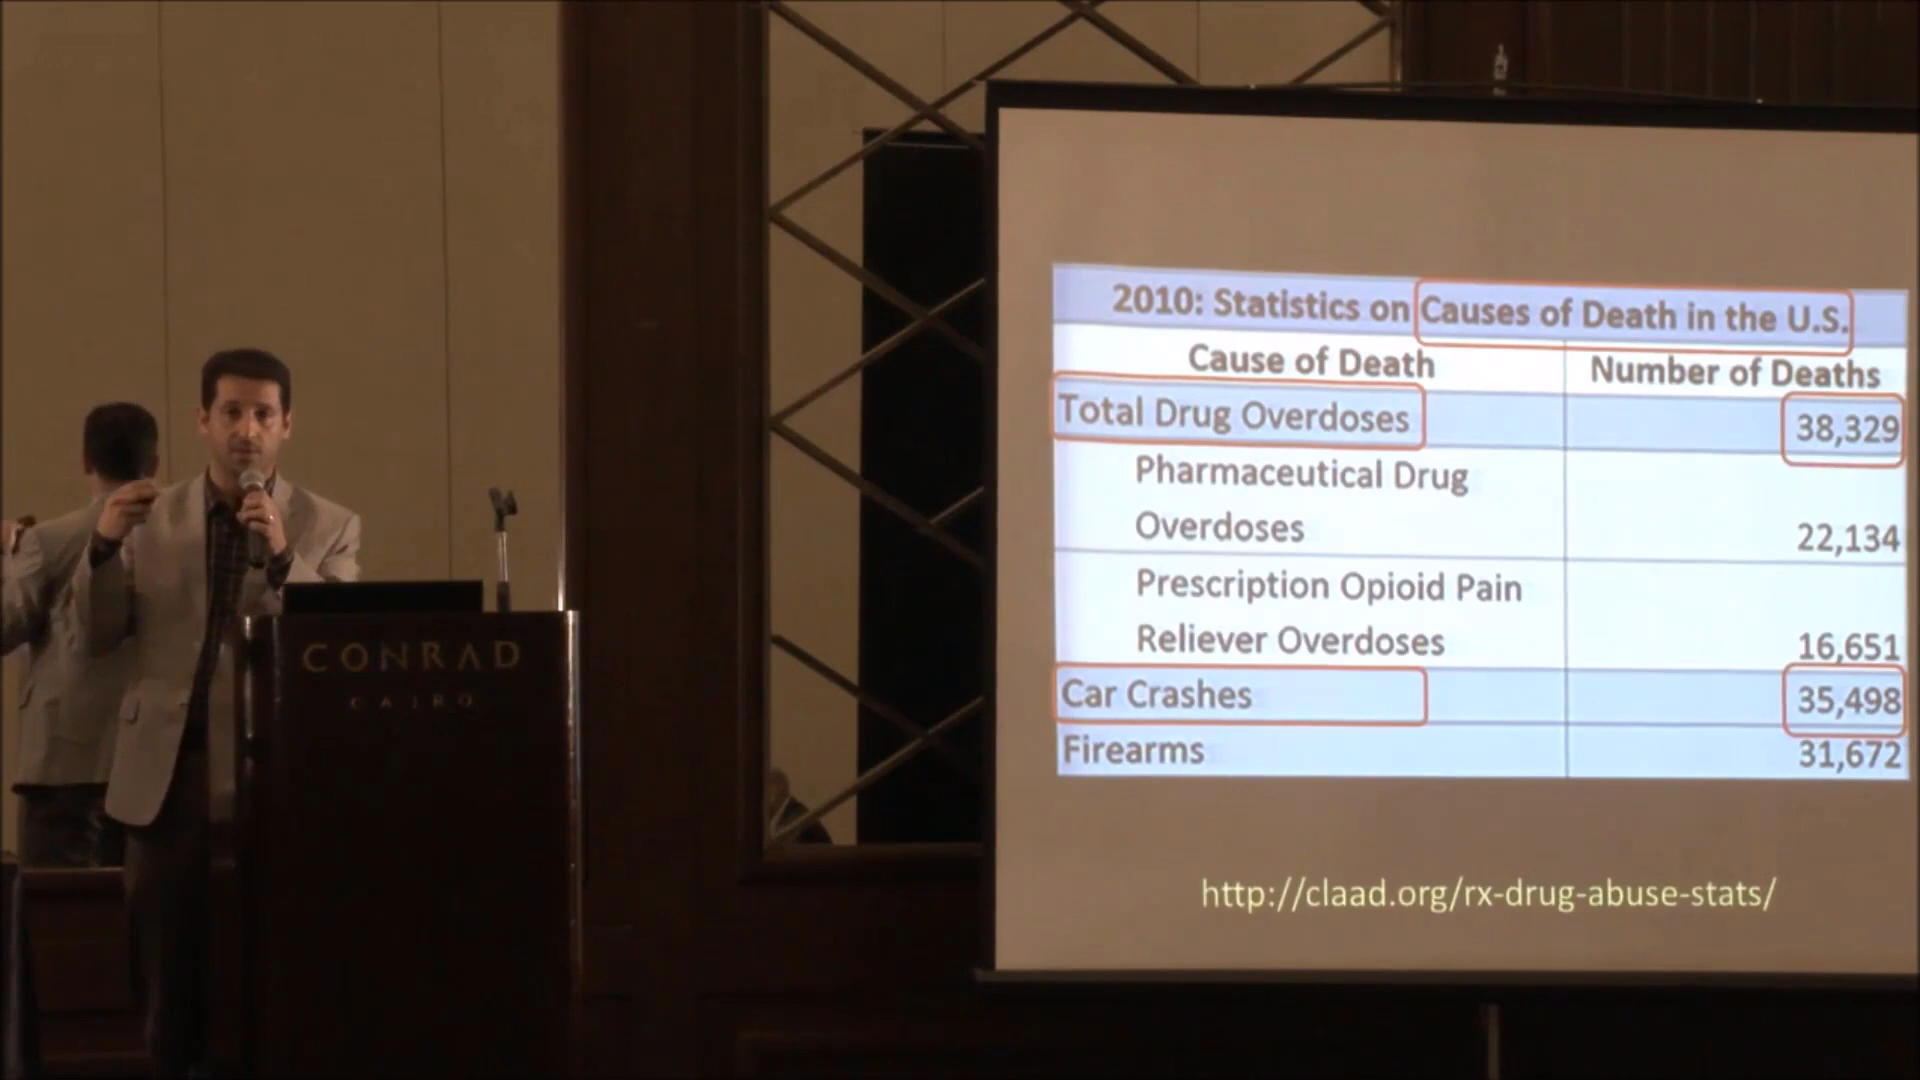 CONRAD
CAIRO
2010: Statistics on Causes of Death in the U.S.
Cause of Death Number of Deaths
Total Drug Overdoses 38,329
Pharmaceutical Drug
Overdoses 22,134
Prescription Opioid Pain
Reliever Overdoses 16,651
Car Crashes 35,498
Firearms 31,672
http://claad.org/rx-drug-abuse-stats/